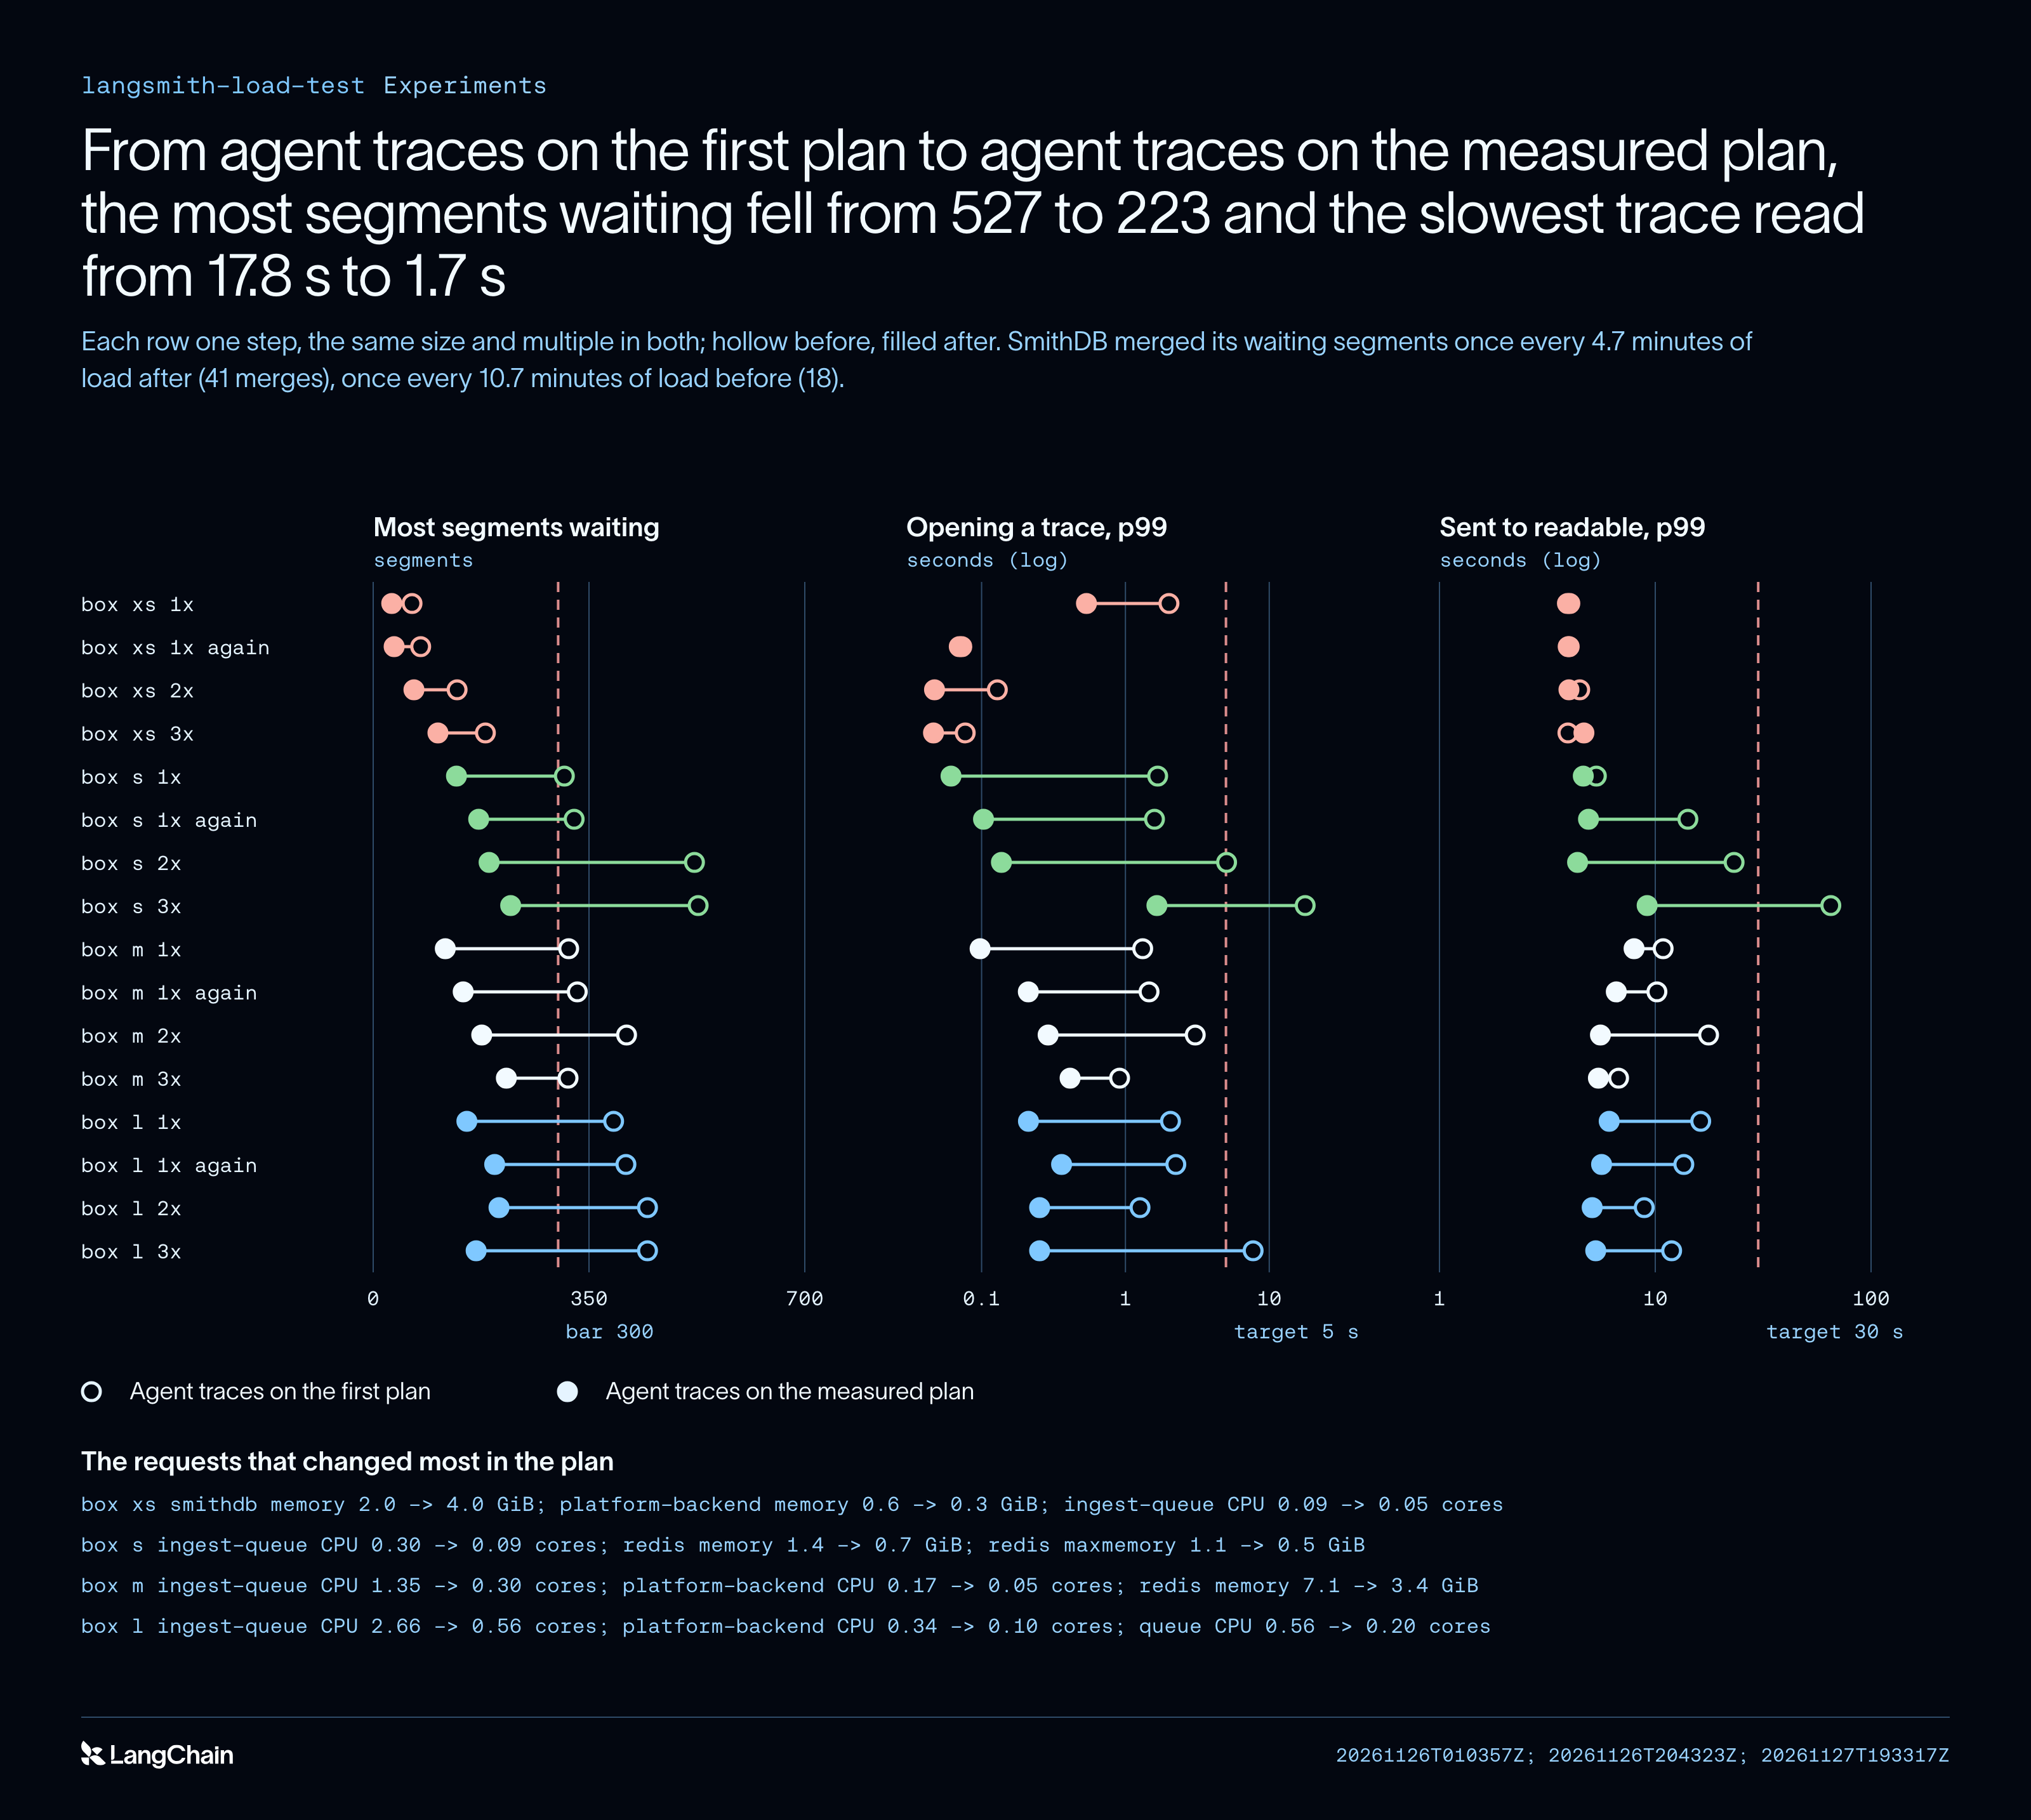 langsmith-load-test Experiments
From agent traces on the first plan to agent traces on the measured plan,
the most segments waiting fell from 527 to 223 and the slowest trace read
from 17.8 s to 1.7 s
Each row one step, the same size and multiple in both; hollow before, filled after. SmithDB merged its waiting segments once every 4.7 minutes of
load after (41 merges), once every 10.7 minutes of load before (18).
Most segments waiting
segments
Opening a trace, p99
seconds (log)
Sent to readable, p99
seconds (log)
box xs 1x
box xs 1x again
box xs 2x
box xs 3x
box s 1x
box s 1x again
box s 2x
box s 3x
box m 1x
box m 1x again
box m 2x
box m 3x
box l 1x
box l 1x again
box l 2x
box l 3x
0 350 700 0.1 1 10 1 10 100
bar 300 target 5 s target 30 s
Agent traces on the first plan Agent traces on the measured plan
The requests that changed most in the plan
box xs smithdb memory 2.0 -> 4.0 GiB; platform-backend memory 0.6 -> 0.3 GiB; ingest-queue CPU 0.09 -> 0.05 cores
box s ingest-queue CPU 0.30 -> 0.09 cores; redis memory 1.4 -> 0.7 GiB; redis maxmemory 1.1 -> 0.5 GiB
box m ingest-queue CPU 1.35 -> 0.30 cores; platform-backend CPU 0.17 -> 0.05 cores; redis memory 7.1 -> 3.4 GiB
box l ingest-queue CPU 2.66 -> 0.56 cores; platform-backend CPU 0.34 -> 0.10 cores; queue CPU 0.56 -> 0.20 cores
LangChain
20261126T010357Z; 20261126T204323Z; 20261127T193317Z